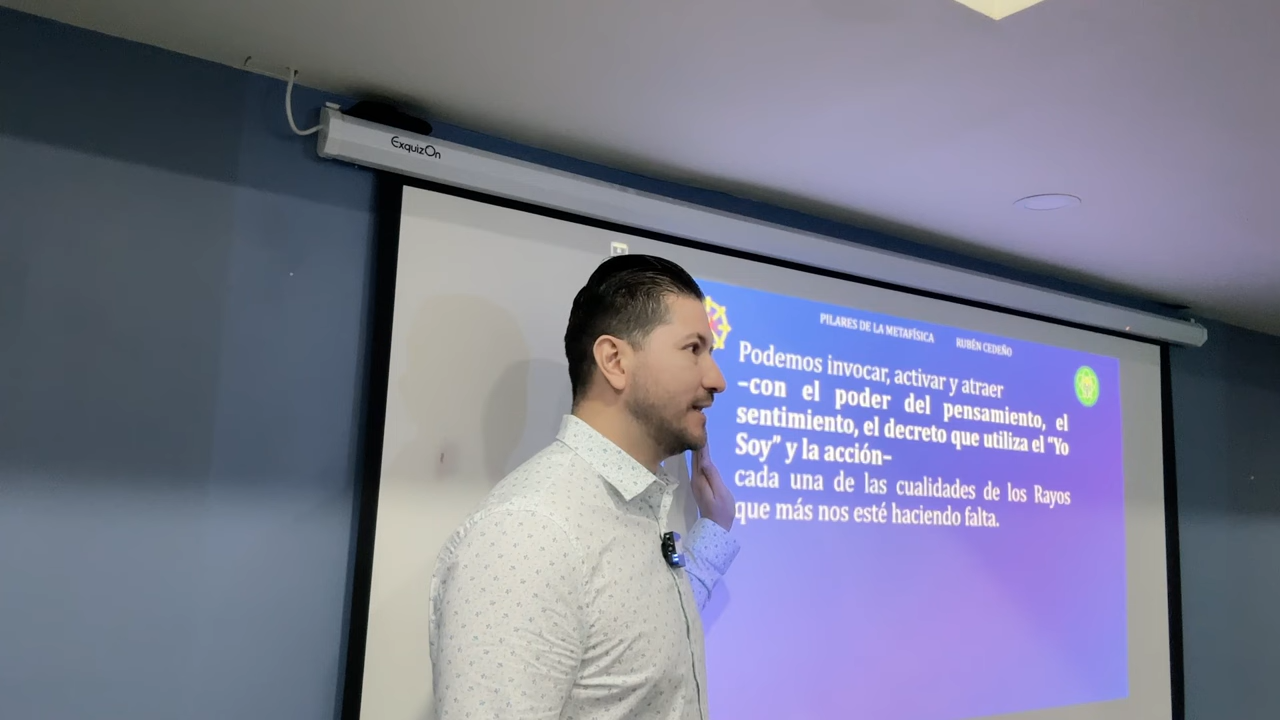 ExquizOn
PILARES DE LA METAFÍSICA RUBÉN CEDEÑO
Podemos invocar, activar y atraer
–con el poder del pensamiento, el
sentimiento, el decreto que utiliza el "Yo
Soy" y la acción–
cada una de las cualidades de los Rayos
que más nos esté haciendo falta.